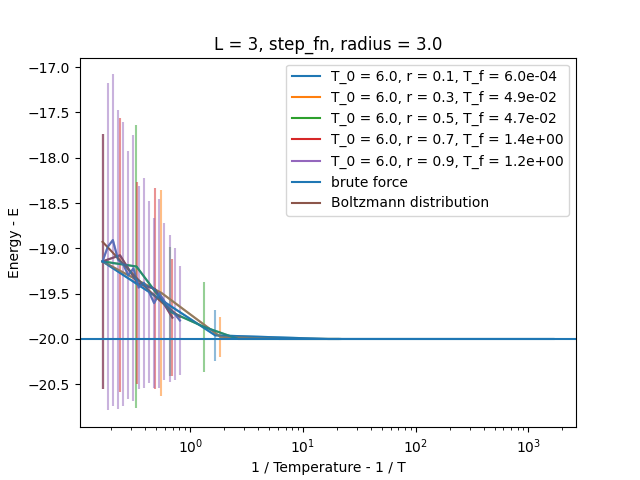 L = 3, step_fn, radius = 3.0
Energy - E
−17.0
−17.5
−18.0
−18.5
−19.0
−19.5
−20.0
−20.5
T_0 = 6.0, r = 0.1, T_f = 6.0e-04
T_0 = 6.0, r = 0.3, T_f = 4.9e-02
T_0 = 6.0, r = 0.5, T_f = 4.7e-02
T_0 = 6.0, r = 0.7, T_f = 1.4e+00
T_0 = 6.0, r = 0.9, T_f = 1.2e+00
brute force
Boltzmann distribution
10⁰ 10¹ 10² 10³
1 / Temperature - 1 / T